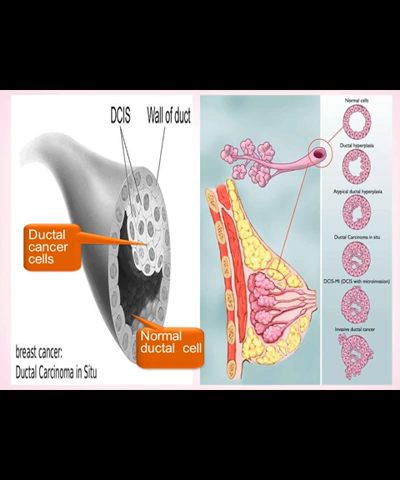 DCIS Wall of duct
Ductal
cancer
cells
Normal
ductal cell
breast cancer:
Ductal Carcinoma in Situ
Normal cells
Ductal hyperplasia
Atypical ductal hyperplasia
Ductal Carcinoma in situ
DCIS-MI (DCIS with microinvasion)
Invasive ductal cancer